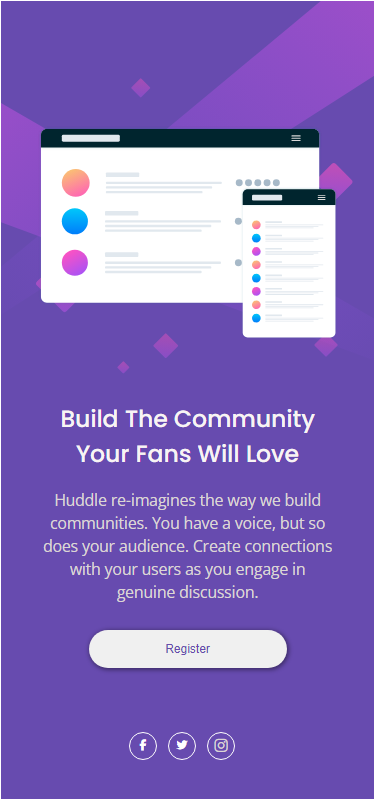 Build The Community
Your Fans Will Love
Huddle re-imagines the way we build
communities. You have a voice, but so
does your audience. Create connections
with your users as you engage in
genuine discussion.
Register